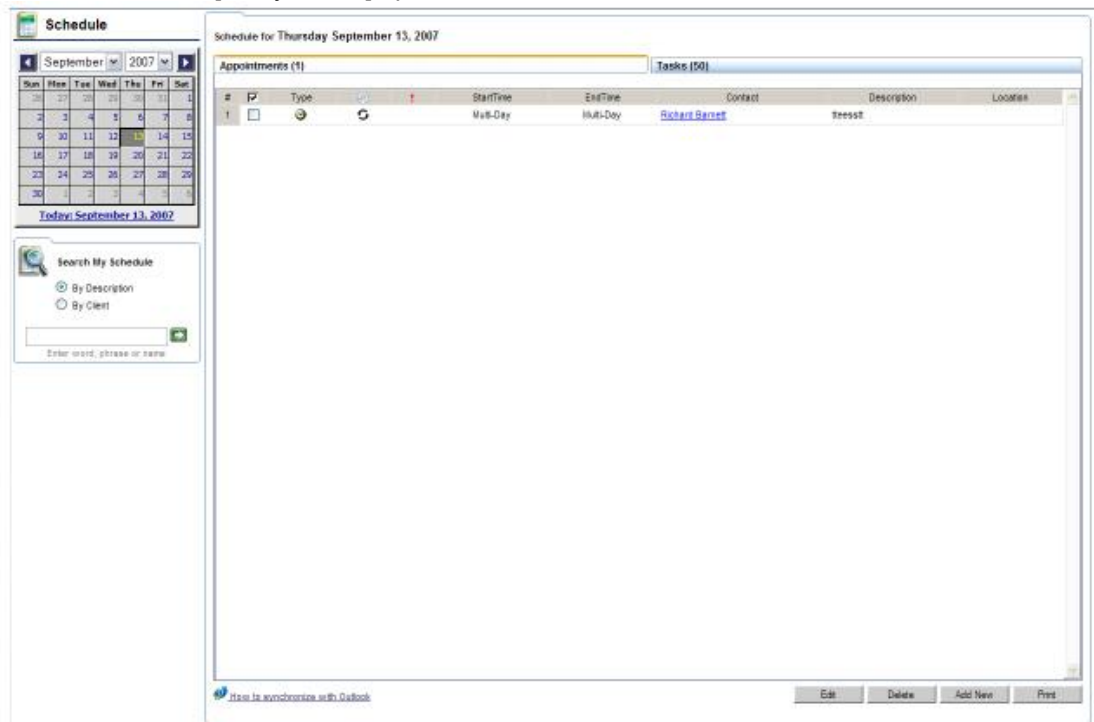 Schedule
September 2007
Sun Mon Tue Wed Thu Fri Sat
26 27 28 29 30 31 1
2 3 4 5 6 7 8
9 10 11 12 13 14 15
16 17 18 19 20 21 22
23 24 25 26 27 28 29
30 1 2 3 4 5 6
Today: September 13, 2007
Search My Schedule
By Description
By Client
Enter word, phrase or name
Schedule for Thursday September 13, 2007
Appointments (1) Tasks (50)
# Type ! StartTime EndTime Contact Description Location
1 Multi-Day Multi-Day Richard Barnett tteesstt
How to synchronize with Outlook
Edit Delete Add New Print